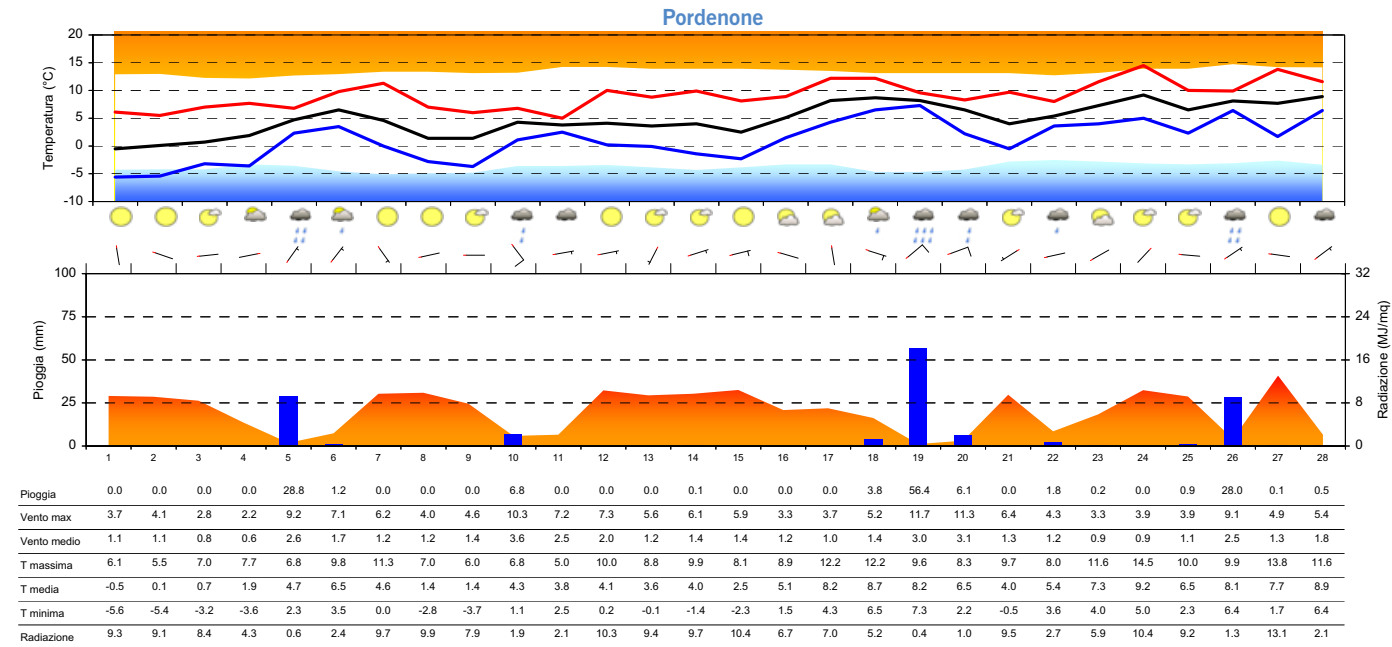 Pordenone
Temperatura (°C)
20
15
10
5
0
-5
-10
Pioggia (mm)
100
75
50
25
0
Radiazione (MJ/mq)
32
24
16
8
0
1 2 3 4 5 6 7 8 9 10 11 12 13 14 15 16 17 18 19 20 21 22 23 24 25 26 27 28
Pioggia 0.0 0.0 0.0 0.0 28.8 1.2 0.0 0.0 0.0 6.8 0.0 0.0 0.0 0.1 0.0 0.0 0.0 3.8 56.4 6.1 0.0 1.8 0.2 0.0 0.9 28.0 0.1 0.5
Vento max 3.7 4.1 2.8 2.2 9.2 7.1 6.2 4.0 4.6 10.3 7.2 7.3 5.6 6.1 5.9 3.3 3.7 5.2 11.7 11.3 6.4 4.3 3.3 3.9 3.9 9.1 4.9 5.4
Vento medio 1.1 1.1 0.8 0.6 2.6 1.7 1.2 1.2 1.4 3.6 2.5 2.0 1.2 1.4 1.4 1.2 1.0 1.4 3.0 3.1 1.3 1.2 0.9 0.9 1.1 2.5 1.3 1.8
T massima 6.1 5.5 7.0 7.7 6.8 9.8 11.3 7.0 6.0 6.8 5.0 10.0 8.8 9.9 8.1 8.9 12.2 12.2 9.6 8.3 9.7 8.0 11.6 14.5 10.0 9.9 13.8 11.6
T media -0.5 0.1 0.7 1.9 4.7 6.5 4.6 1.4 1.4 4.3 3.8 4.1 3.6 4.0 2.5 5.1 8.2 8.7 8.2 6.5 4.0 5.4 7.3 9.2 6.5 8.1 7.7 8.9
T minima -5.6 -5.4 -3.2 -3.6 2.3 3.5 0.0 -2.8 -3.7 1.1 2.5 0.2 -0.1 -1.4 -2.3 1.5 4.3 6.5 7.3 2.2 -0.5 3.6 4.0 5.0 2.3 6.4 1.7 6.4
Radiazione 9.3 9.1 8.4 4.3 0.6 2.4 9.7 9.9 7.9 1.9 2.1 10.3 9.4 9.7 10.4 6.7 7.0 5.2 0.4 1.0 9.5 2.7 5.9 10.4 9.2 1.3 13.1 2.1